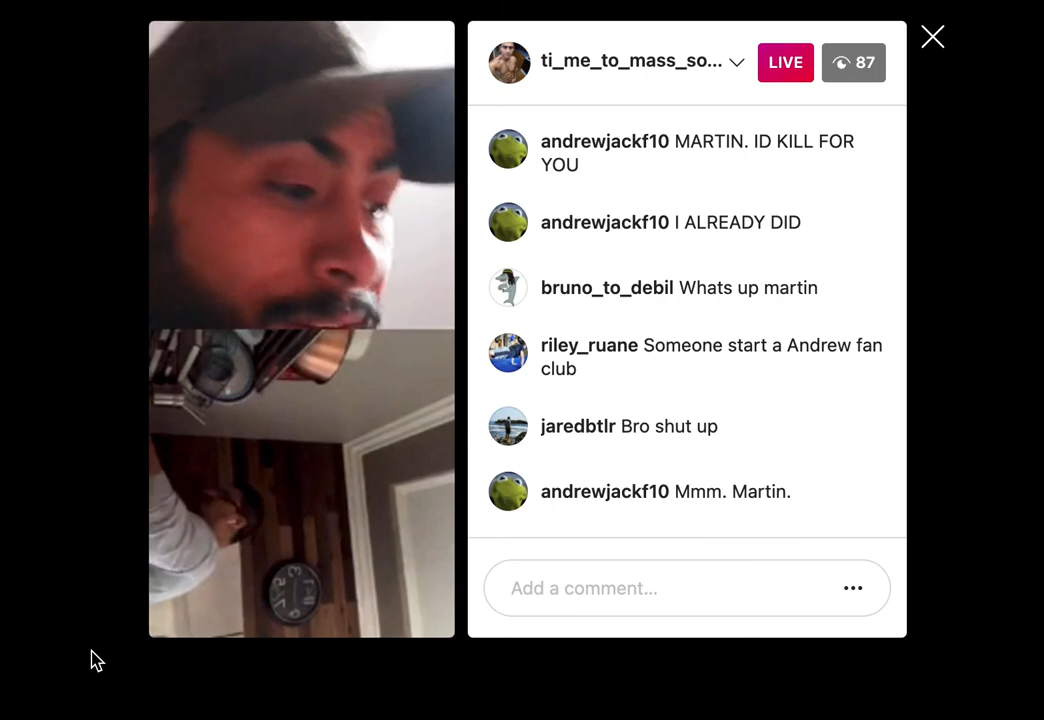 ti_me_to_mass_so...
LIVE
87
andrewjackf10 MARTIN. ID KILL FOR
YOU
andrewjackf10 I ALREADY DID
bruno_to_debil Whats up martin
riley_ruane Someone start a Andrew fan
club
jaredbtlr Bro shut up
andrewjackf10 Mmm. Martin.
Add a comment...